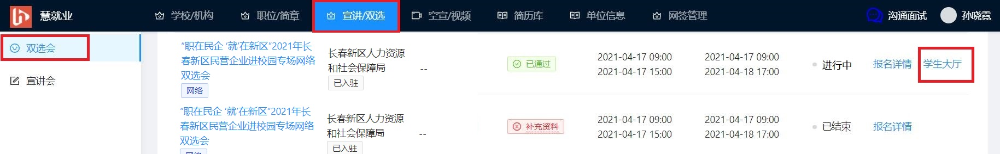 慧就业
学校/机构
职位/简章
宣讲/双选
空宣/视频
简历库
单位信息
网签管理
沟通面试
孙晓霓
双选会
宣讲会
“职在民企 ‘就’在新区”2021年长
春新区民营企业进校园专场网络
双选会
网络
长春新区人力资源
和社会保障局
已入驻
--
已通过
2021-04-17 09:00
2021-04-17 15:00
2021-04-17 09:00
2021-04-18 17:00
进行中
报名详情
学生大厅
“职在民企 ‘就’在新区”2021年长
春新区民营企业进校园专场网络
双选会
网络
长春新区人力资源
和社会保障局
已入驻
--
补充资料
2021-04-17 09:00
2021-04-17 15:00
2021-04-17 09:00
2021-04-18 17:00
已结束
报名详情